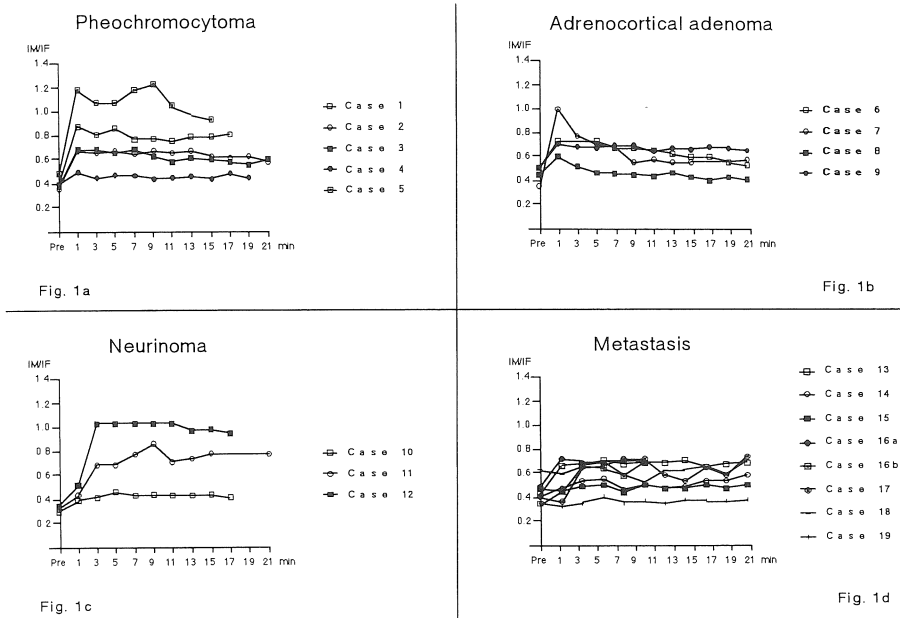 Pheochromocytoma
IM/IF
1.4
1.2
1.0
0.8
0.6
0.4
0.2
Pre 1 3 5 7 9 11 13 15 17 19 21 min
Case 1
Case 2
Case 3
Case 4
Case 5
Fig. 1a
Adrenocortical adenoma
IM/IF
1.4
1.2
1.0
0.8
0.6
0.4
0.2
Pre 1 3 5 7 9 11 13 15 17 19 21 min
Case 6
Case 7
Case 8
Case 9
Fig. 1b
Neurinoma
IM/IF
1.4
1.2
1.0
0.8
0.6
0.4
0.2
Pre 1 3 5 7 9 11 13 15 17 19 21 min
Case 10
Case 11
Case 12
Fig. 1c
Metastasis
IM/IF
1.4
1.2
1.0
0.8
0.6
0.4
0.2
Pre 1 3 5 7 9 11 13 15 17 19 21 min
Case 13
Case 14
Case 15
Case 16a
Case 16b
Case 17
Case 18
Case 19
Fig. 1d